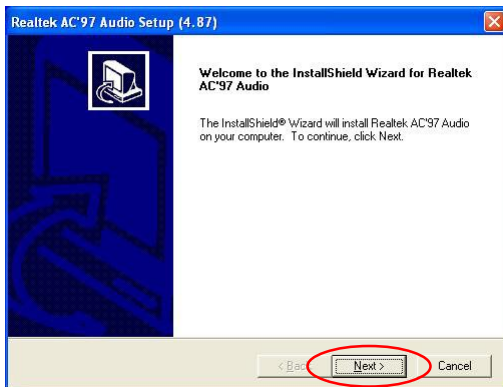 Realtek AC'97 Audio Setup (4.87)
Welcome to the InstallShield Wizard for Realtek
AC'97 Audio
The InstallShield® Wizard will install Realtek AC'97 Audio
on your computer. To continue, click Next.
< Back
Next >
Cancel